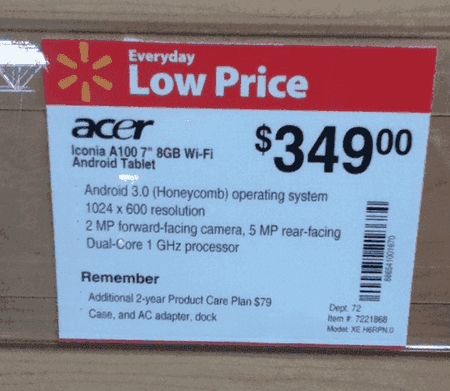 Everyday
Low Price
acer
Iconia A100 7" 8GB Wi-Fi
Android Tablet
$349 00
Android 3.0 (Honeycomb) operating system
1024 x 600 resolution
2 MP forward-facing camera, 5 MP rear-facing
Dual-Core 1 GHz processor
Remember
Additional 2-year Product Care Plan $79
Case, and AC adapter, dock
Dept. 72
Item #: 7221868
Model: XE.H6RPN.0